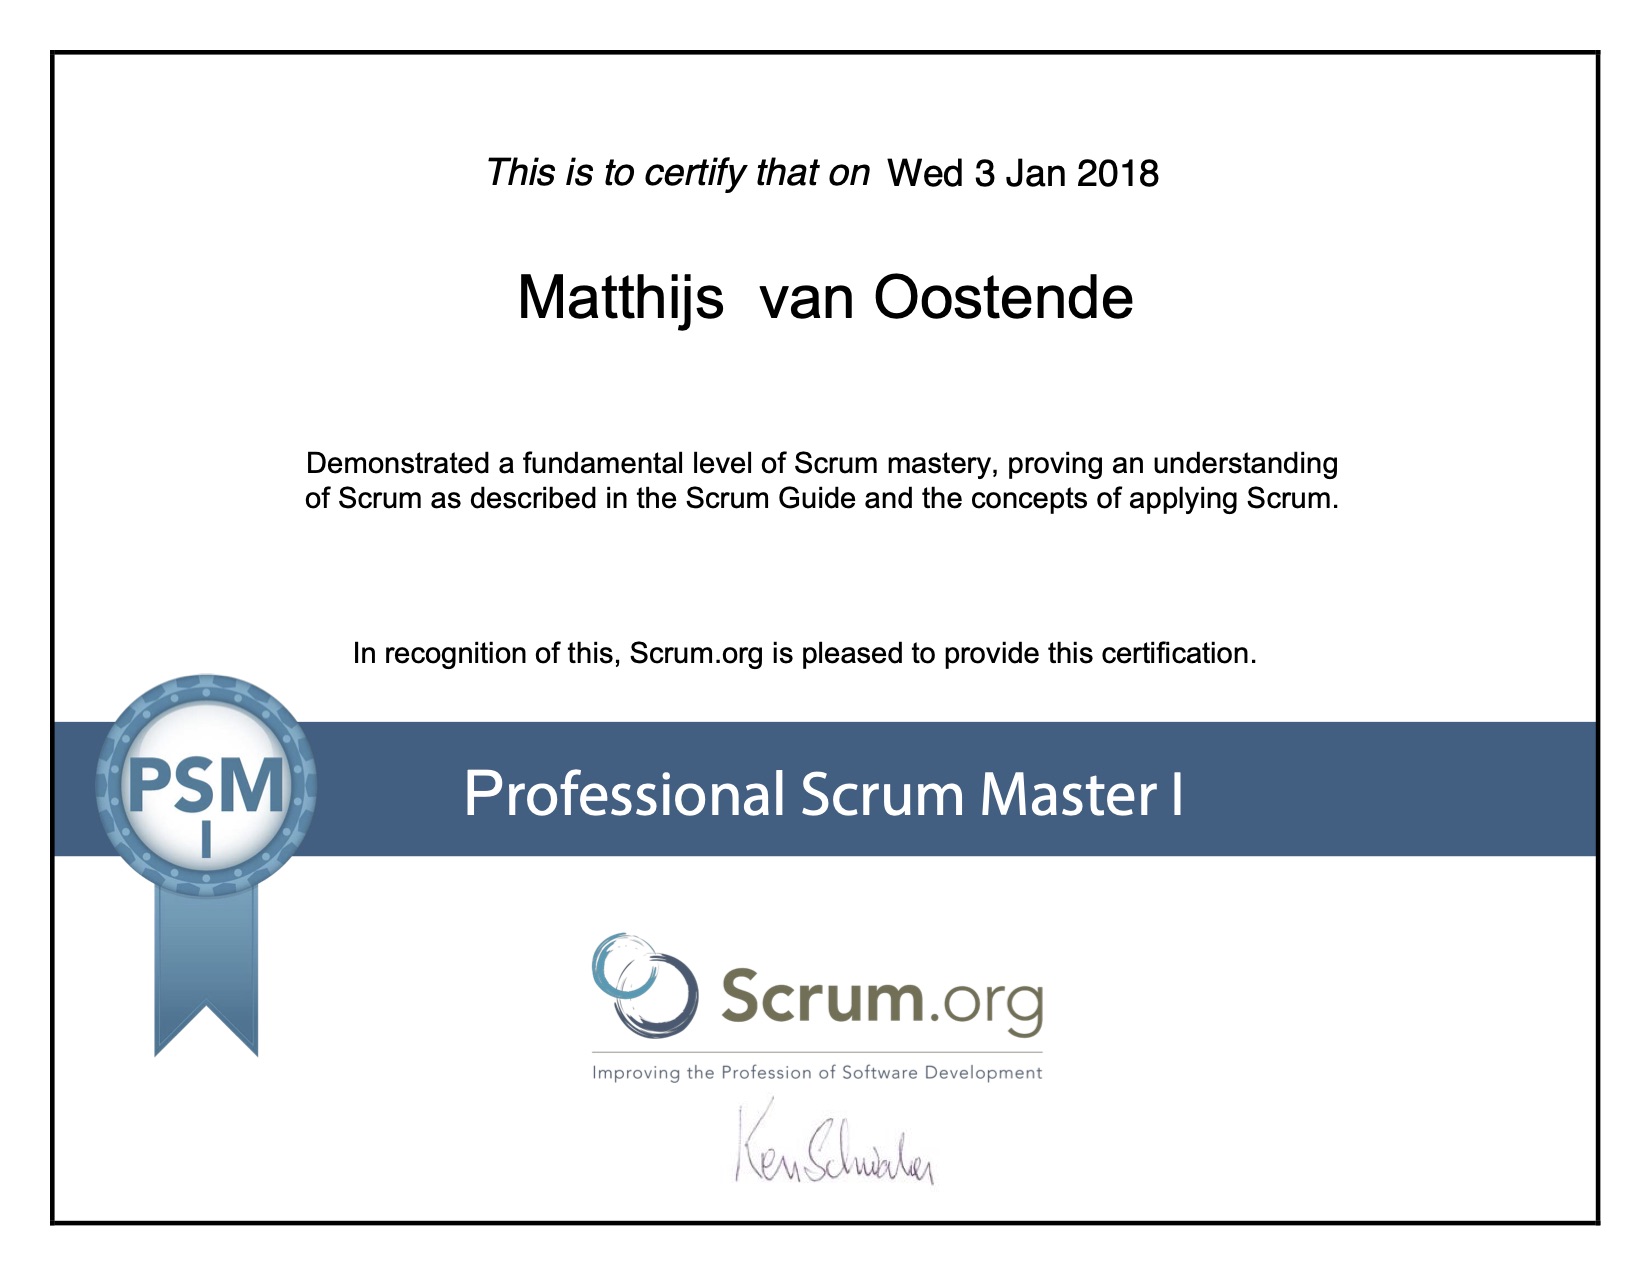 This is to certify that on Wed 3 Jan 2018
Matthijs van Oostende
Demonstrated a fundamental level of Scrum mastery, proving an understanding
of Scrum as described in the Scrum Guide and the concepts of applying Scrum.
In recognition of this, Scrum.org is pleased to provide this certification.
PSM
I
Professional Scrum Master I
Scrum.org
Improving the Profession of Software Development
Ken Schwaber